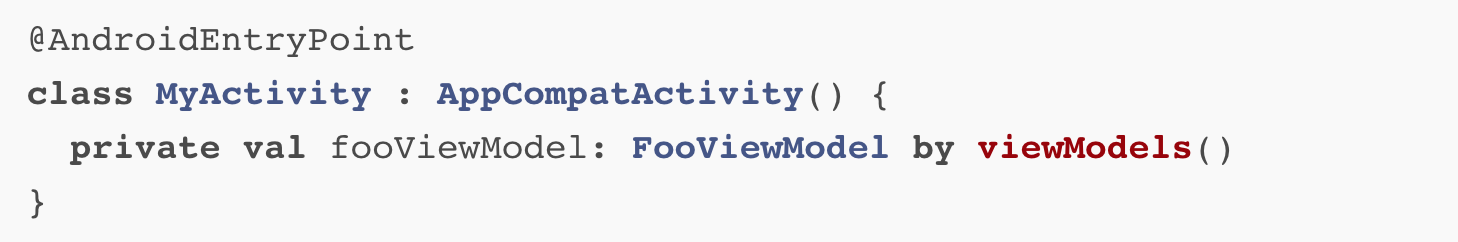 @AndroidEntryPoint
class MyActivity : AppCompatActivity() {
  private val fooViewModel: FooViewModel by viewModels()
}